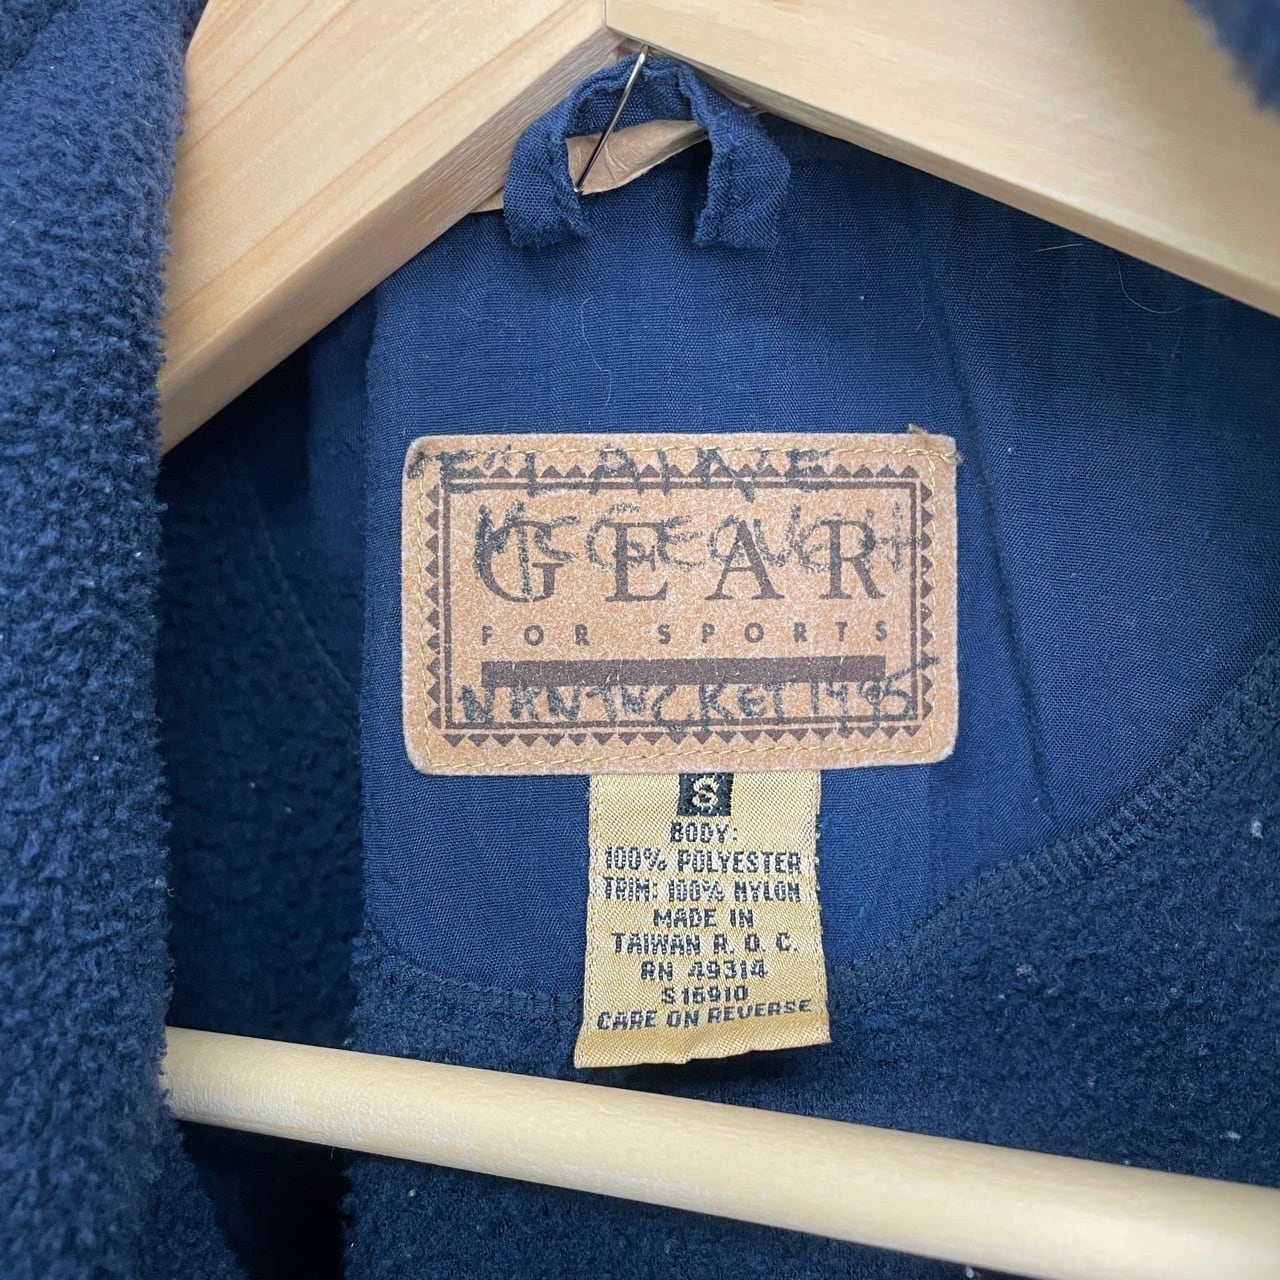 ELAINE
McGEOUGH
GEAR
FOR SPORTS
NANTUCKET 1995
S
BODY:
100% POLYESTER
TRIM: 100% NYLON
MADE IN
TAIWAN R. O. C.
RN 49314
S16910
CARE ON REVERSE